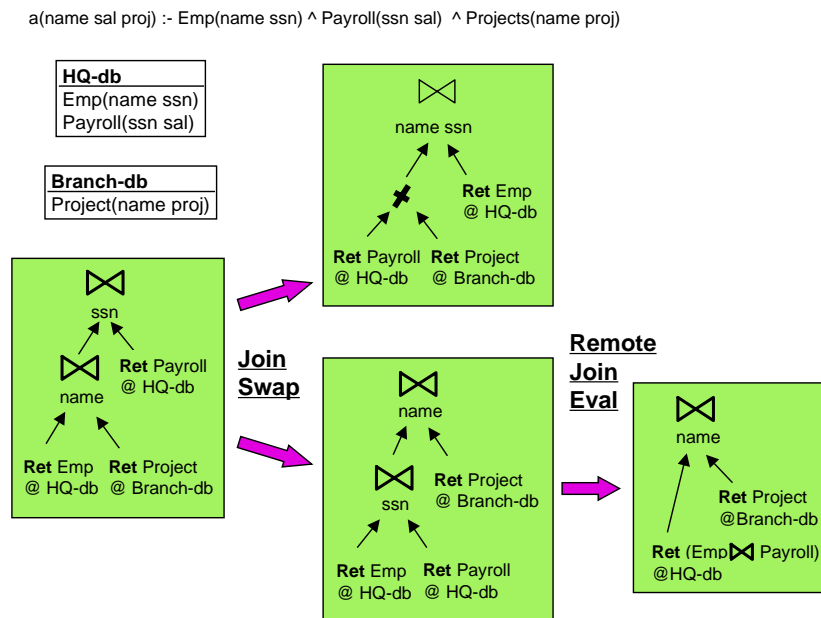 a(name sal proj) :- Emp(name ssn) ^ Payroll(ssn sal) ^ Projects(name proj)
HQ-db
Emp(name ssn)
Payroll(ssn sal)
Branch-db
Project(name proj)
name ssn
Ret Emp
@ HQ-db
Ret Payroll
@ HQ-db
Ret Project
@ Branch-db
ssn
Ret Payroll
@ HQ-db
name
Ret Emp
@ HQ-db
Ret Project
@ Branch-db
Join
Swap
name
Ret Project
@ Branch-db
ssn
Ret Emp
@ HQ-db
Ret Payroll
@ HQ-db
Remote
Join
Eval
name
Ret Project
@Branch-db
Ret (Emp ⋈ Payroll)
@HQ-db